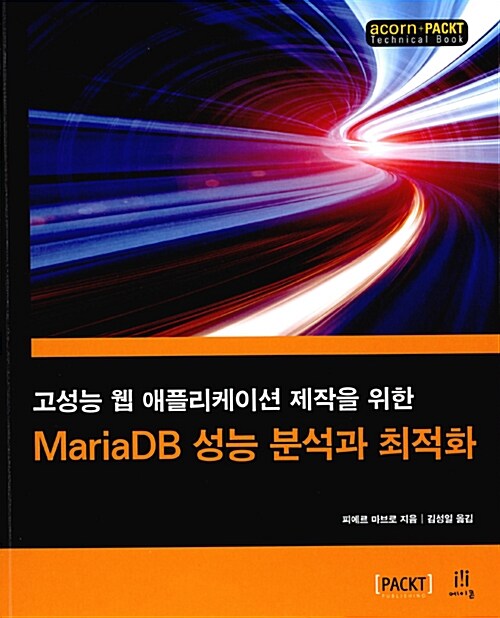 acorn+PACKT
Technical Book
고성능 웹 애플리케이션 제작을 위한
MariaDB 성능 분석과 최적화
피에르 마브로 지음 | 김성일 옮김
[PACKT]
PUBLISHING
에이콘